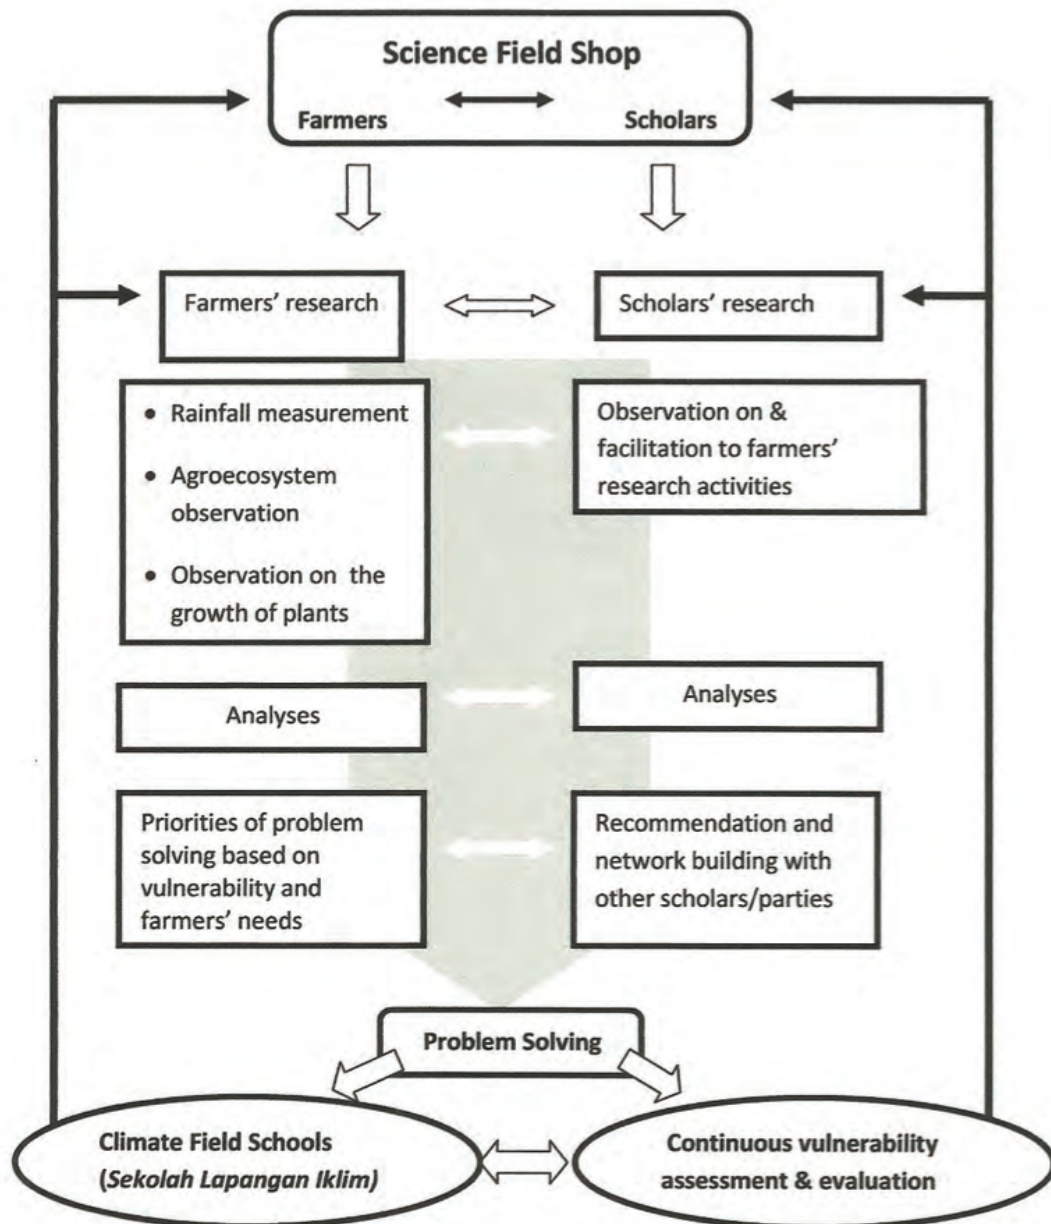 Science Field Shop
Farmers
Scholars
Farmers' research
Scholars' research
• Rainfall measurement
• Agroecosystem
observation
• Observation on the
growth of plants
Observation on &
facilitation to farmers'
research activities
Analyses
Analyses
Priorities of problem
solving based on
vulnerability and
farmers' needs
Recommendation and
network building with
other scholars/parties
Problem Solving
Climate Field Schools
(Sekolah Lapangan Iklim)
Continuous vulnerability
assessment & evaluation